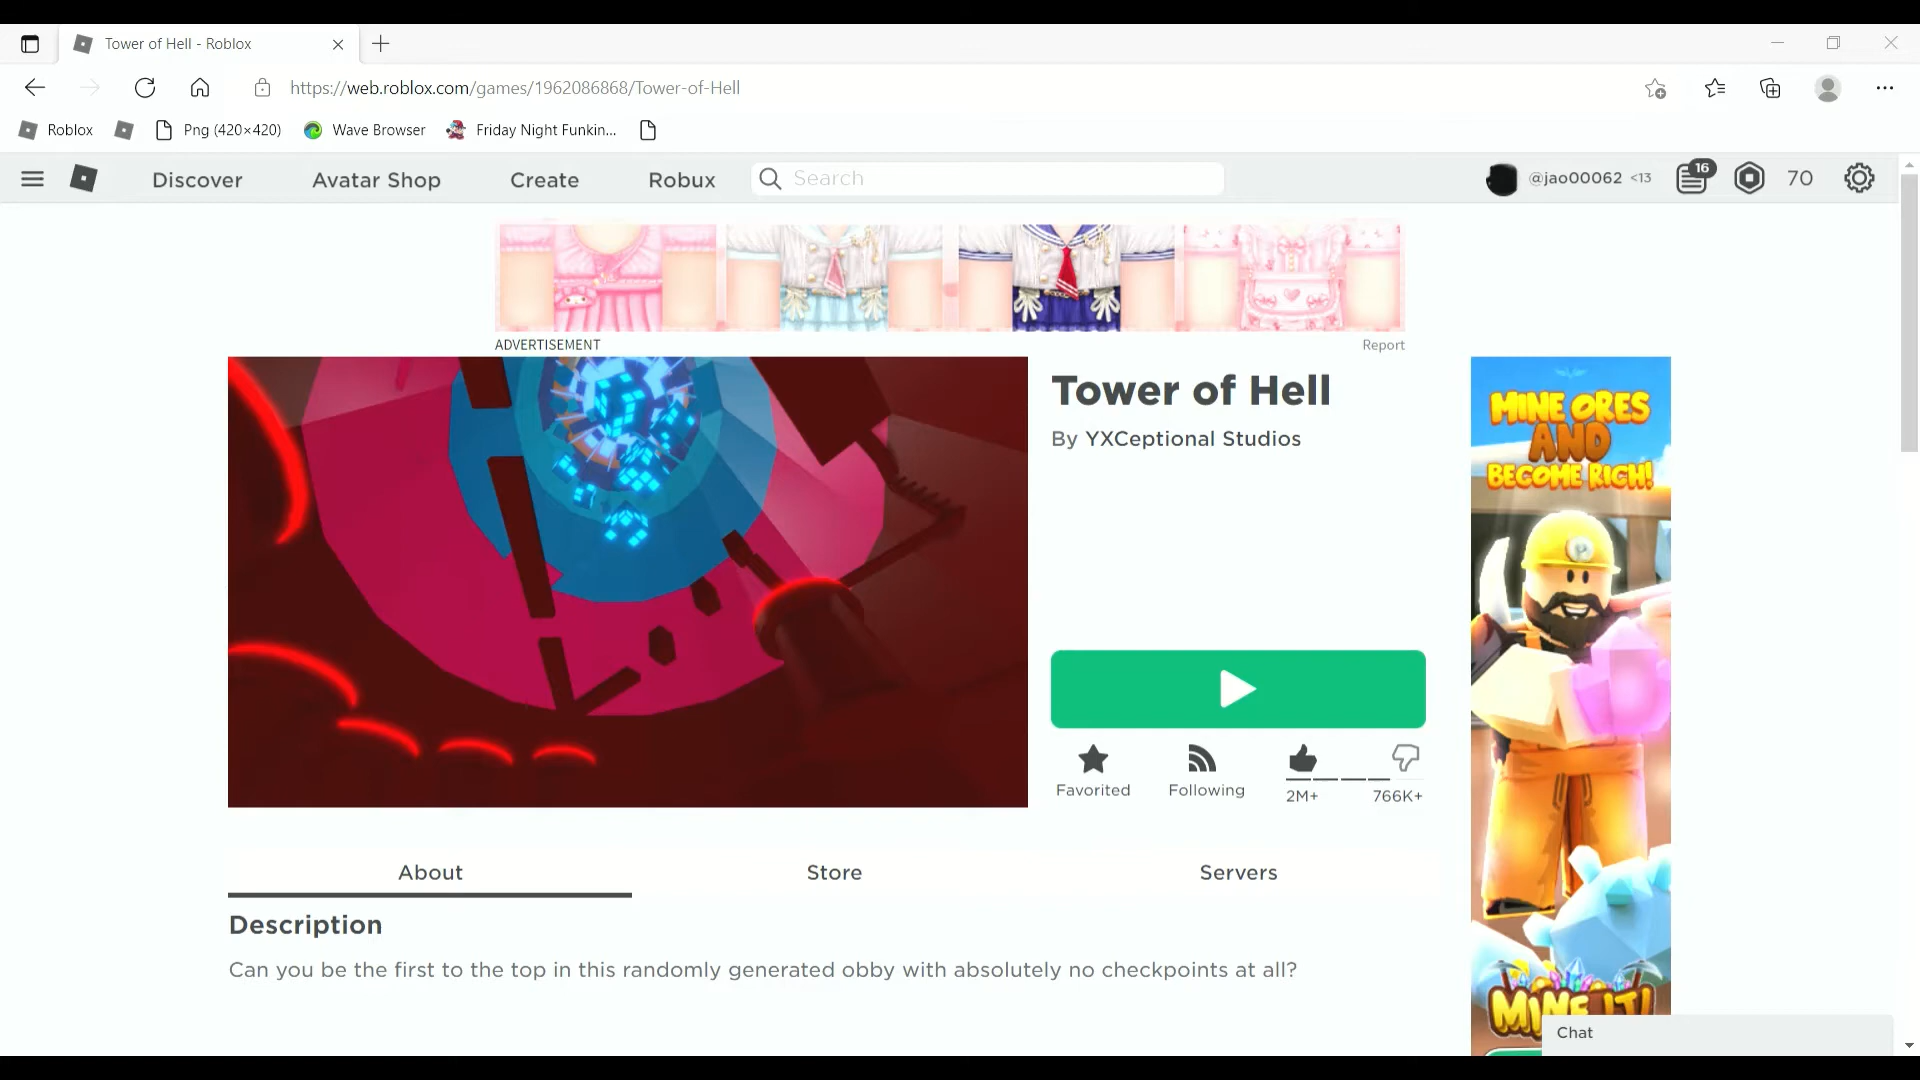 Tower of Hell - Roblox
https://web.roblox.com/games/1962086868/Tower-of-Hell
Roblox Png (420×420) Wave Browser Friday Night Funkin...
Discover Avatar Shop Create Robux Search @jao00062 <13 16 70
ADVERTISEMENT Report
Tower of Hell
By YXCeptional Studios
MINE ORES
AND
BECOME RICH!
Favorited Following 2M+ 766K+
About Store Servers
Description
Can you be the first to the top in this randomly generated obby with absolutely no checkpoints at all?
MINE IT!
Chat